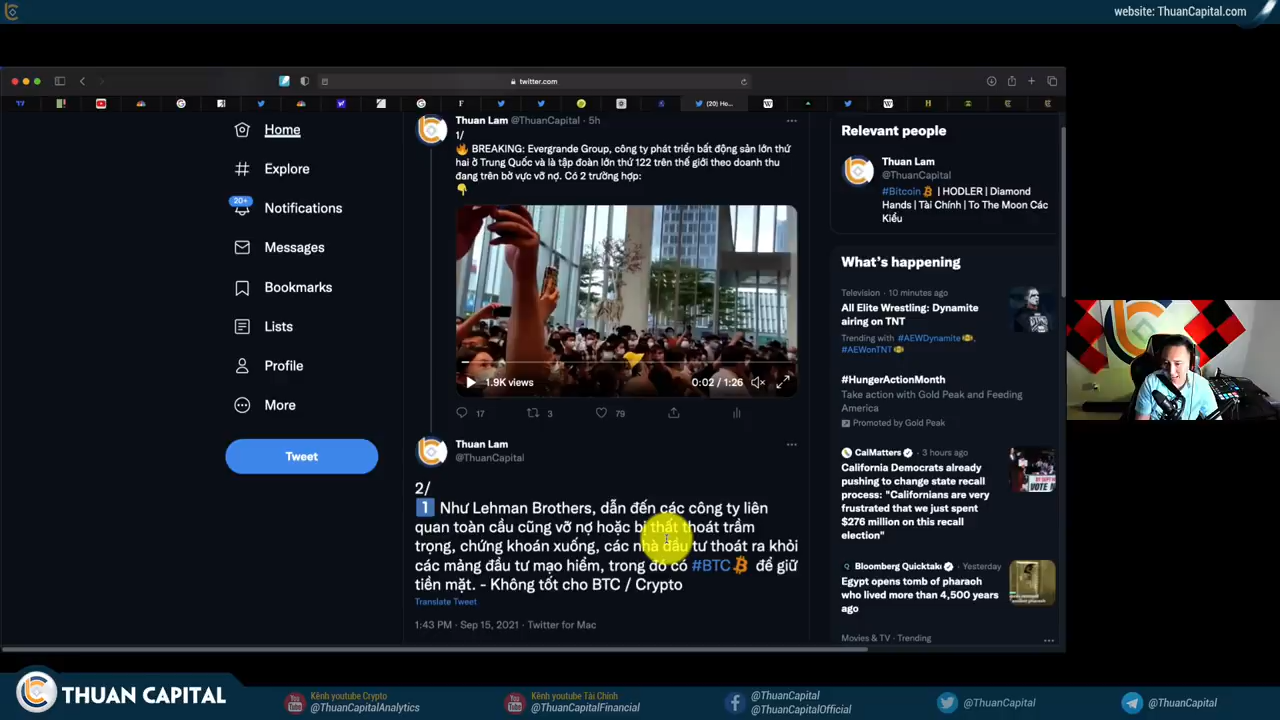 website: ThuanCapital.com
twitter.com
(20) Ho...
Home
Explore
20+
Notifications
Messages
Bookmarks
Lists
Profile
More
Tweet
Thuan Lam @ThuanCapital · 5h
1/
🔥 BREAKING: Evergrande Group, công ty phát triển bất động sản lớn thứ
hai ở Trung Quốc và là tập đoàn lớn thứ 122 trên thế giới theo doanh thu
đang trên bờ vực vỡ nợ. Có 2 trường hợp:
👇
1.9K views
0:02 / 1:26
17
3
79
Thuan Lam
@ThuanCapital
2/
1️⃣ Như Lehman Brothers, dẫn đến các công ty liên
quan toàn cầu cũng vỡ nợ hoặc bị thất thoát trầm
trọng, chứng khoán xuống, các nhà đầu tư thoát ra khỏi
các mảng đầu tư mạo hiểm, trong đó có #BTC để giữ
tiền mặt. - Không tốt cho BTC / Crypto
Translate Tweet
1:43 PM · Sep 15, 2021 · Twitter for Mac
Relevant people
Thuan Lam
@ThuanCapital
#Bitcoin | HODLER | Diamond
Hands | Tài Chính | To The Moon Các
Kiểu
What's happening
Television · 10 minutes ago
All Elite Wrestling: Dynamite
airing on TNT
Trending with #AEWDynamite
#AEWonTNT
#HungerActionMonth
Take action with Gold Peak and Feeding
America
Promoted by Gold Peak
CalMatters · 3 hours ago
California Democrats already
pushing to change state recall
process: "Californians are very
frustrated that we just spent
$276 million on this recall
election"
Bloomberg Quicktak · Yesterday
Egypt opens tomb of pharaoh
who lived more than 4,500 years
ago
Movies & TV · Trending
THUAN CAPITAL
Kênh youtube Crypto
@ThuanCapitalAnalytics
Kênh youtube Tài Chính
@ThuanCapitalFinancial
@ThuanCapital
@ThuanCapitalOfficial
@ThuanCapital
@ThuanCapital